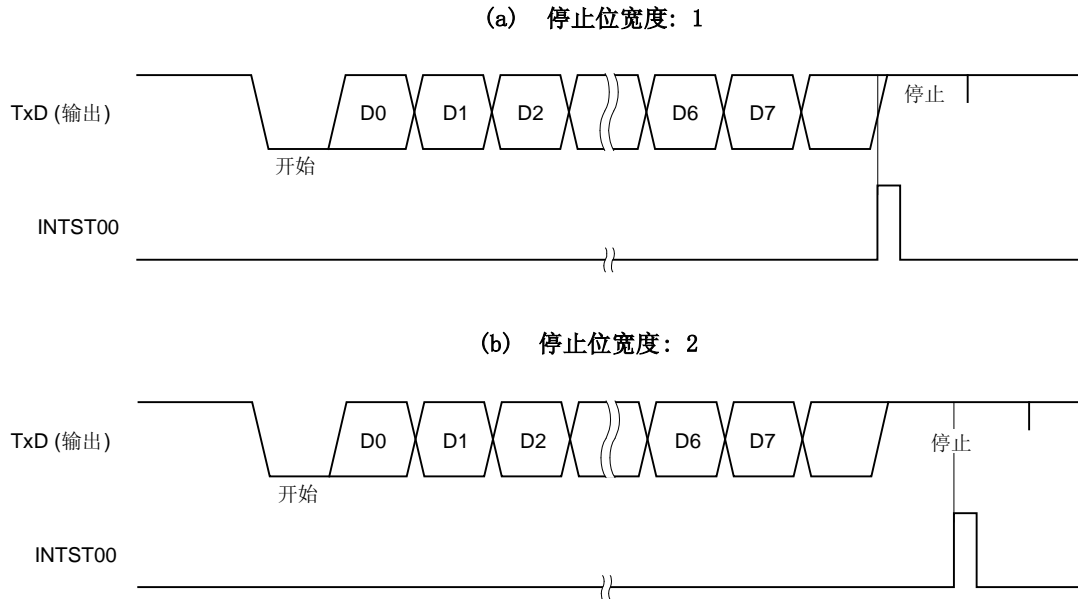 (a) 停止位宽度: 1
TxD (输出)
D0 D1 D2 D6 D7
停止
开始
INTST00
(b) 停止位宽度: 2
TxD (输出)
D0 D1 D2 D6 D7
停止
开始
INTST00